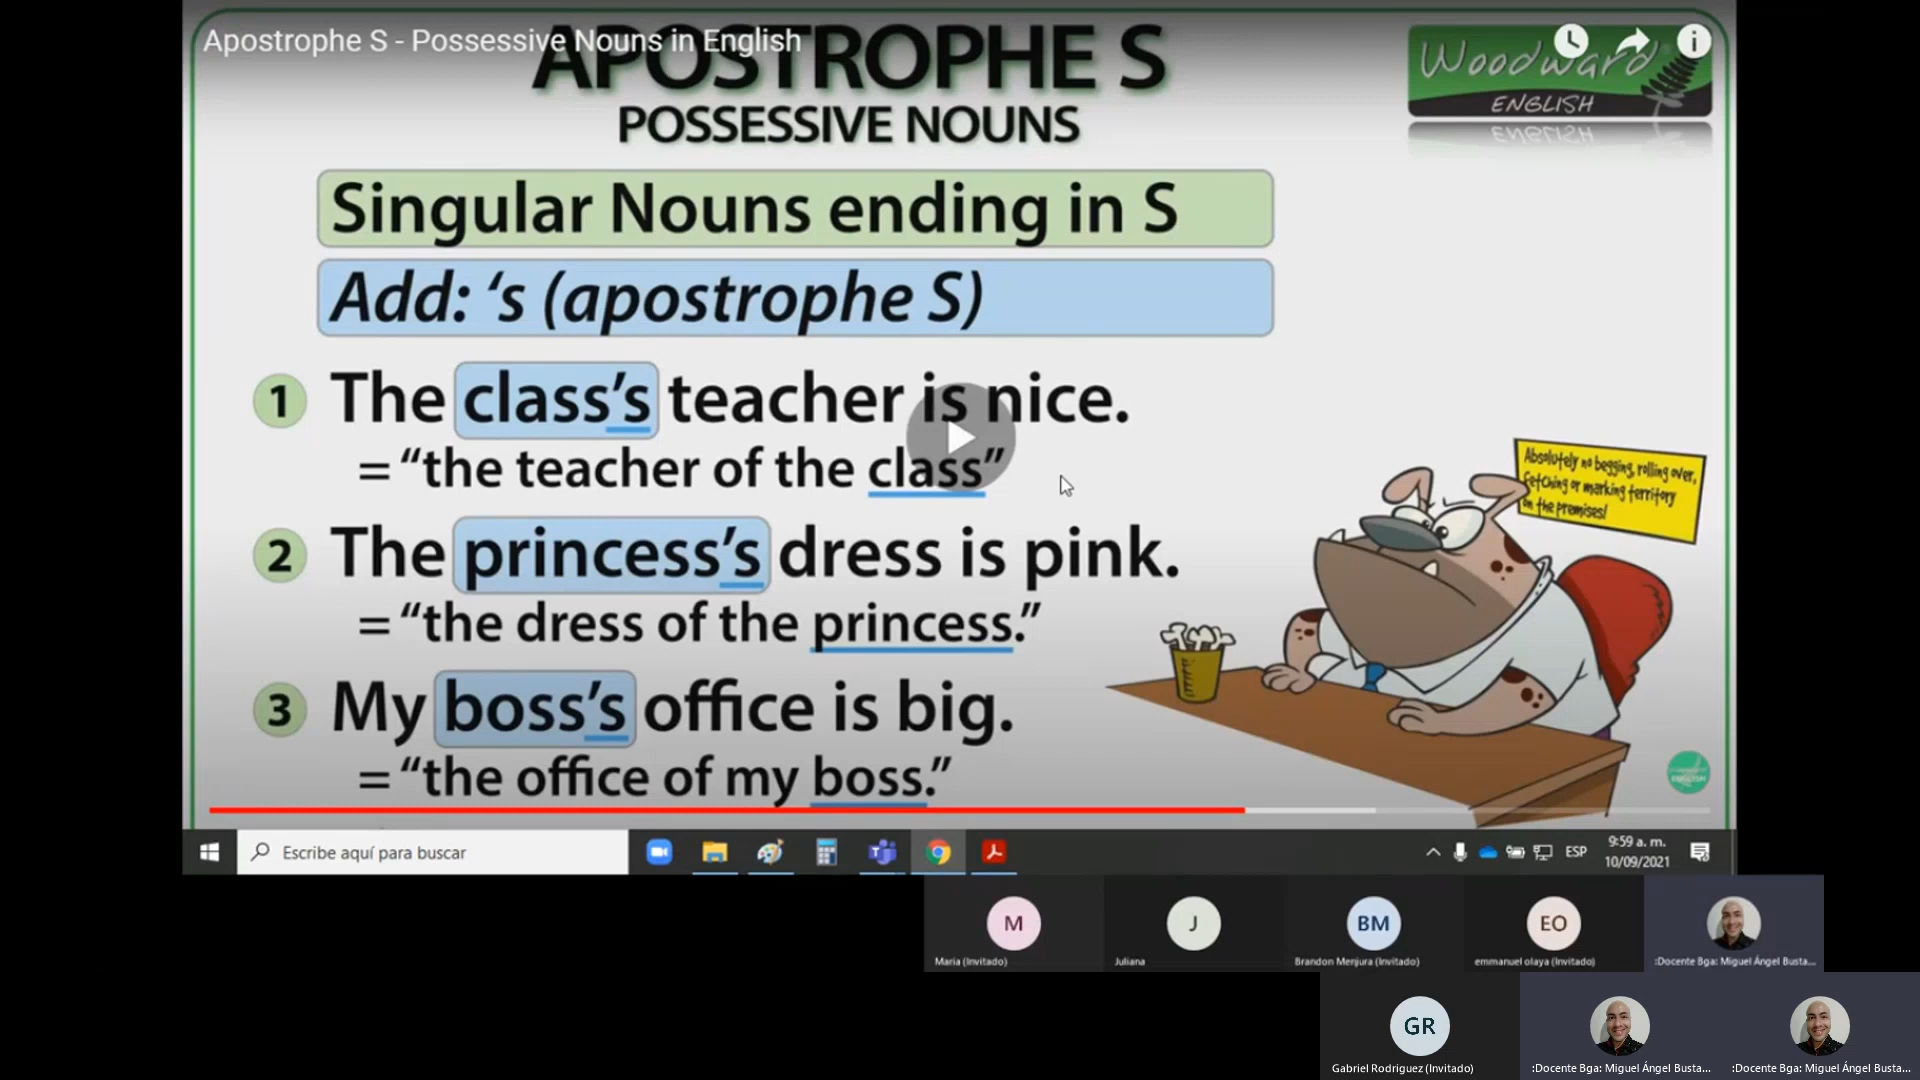 Apostrophe S - Possessive Nouns in English
APOSTROPHE S
POSSESSIVE NOUNS
Woodward
ENGLISH
Singular Nouns ending in S
Add: ‘s (apostrophe S)
1 The class’s teacher is nice.
= “the teacher of the class”
2 The princess’s dress is pink.
= “the dress of the princess.”
3 My boss’s office is big.
= “the office of my boss.”
Absolutely no begging, rolling over,
fetching or marking territory
on the premises!
ENGLISH
Escribe aquí para buscar
ESP
9:59 a. m.
10/09/2021
M
Maria (Invitado)
J
Juliana
BM
Brandon Menjura (Invitado)
EO
emmanuel olaya (Invitado)
:Docente Bga: Miguel Ángel Busta...
GR
Gabriel Rodriguez (Invitado)
:Docente Bga: Miguel Ángel Busta...
:Docente Bga: Miguel Ángel Busta...